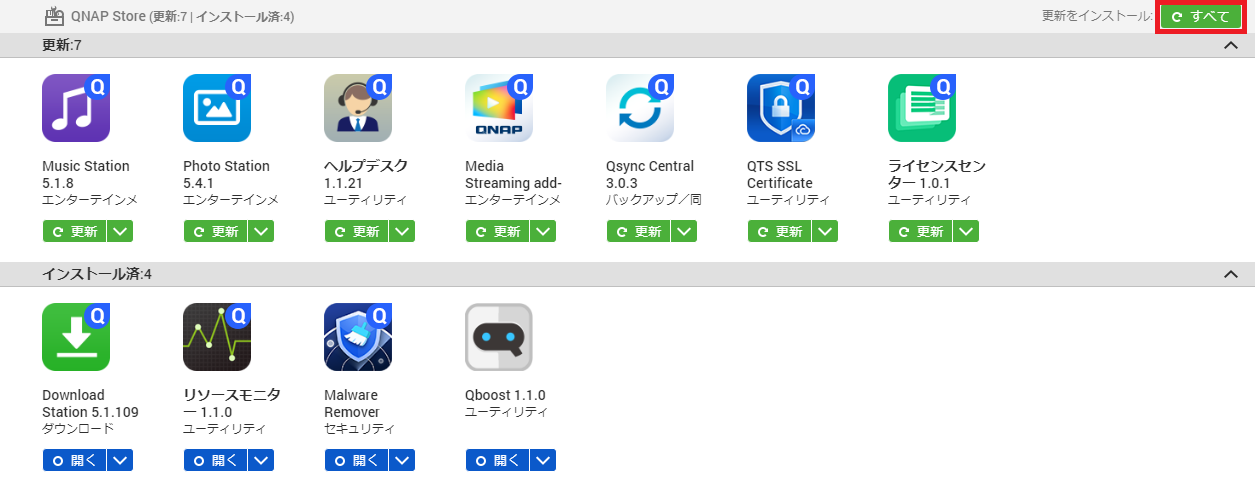 QNAP Store (更新:7 | インストール済:4)
更新をインストール: すべて
更新:7
Q Q Q Q Q Q Q
QNAP
Music Station
5.1.8
エンターテインメ
更新
Photo Station
5.4.1
エンターテインメ
更新
ヘルプデスク
1.1.21
ユーティリティ
更新
Media
Streaming add-
エンターテインメ
更新
Qsync Central
3.0.3
バックアップ／同
更新
QTS SSL
Certificate
ユーティリティ
更新
ライセンスセン
ター 1.0.1
ユーティリティ
更新
インストール済:4
Q Q Q
Download
Station 5.1.109
ダウンロード
開く
リソースモニタ
ー 1.1.0
ユーティリティ
開く
Malware
Remover
セキュリティ
開く
Qboost 1.1.0
ユーティリティ
開く